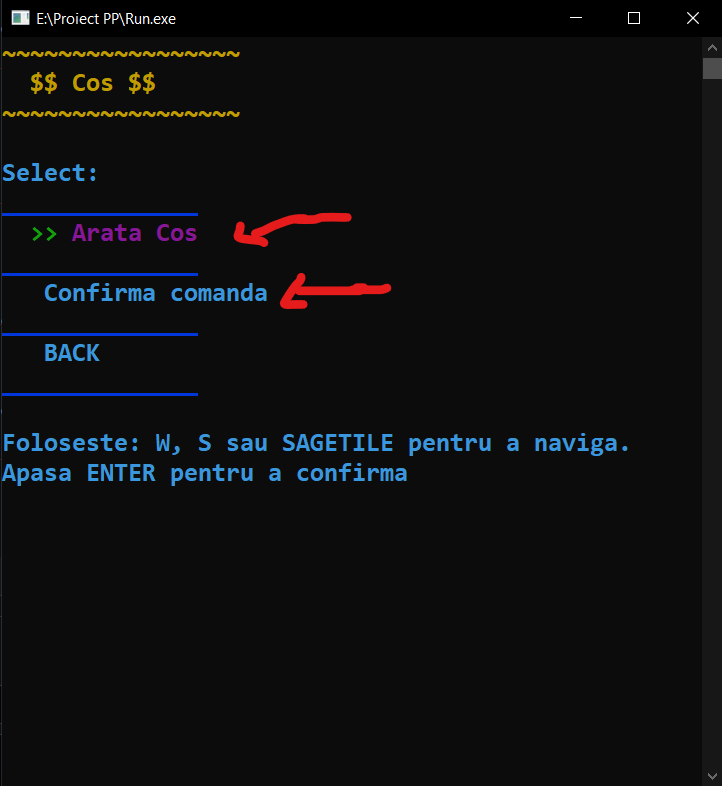 E:\Proiect PP\Run.exe
~~~~~~~~~~~~~~~~~
$$ Cos $$
~~~~~~~~~~~~~~~~~
Select:
>> Arata Cos
Confirma comanda
BACK
Foloseste: W, S sau SAGETILE pentru a naviga.
Apasa ENTER pentru a confirma